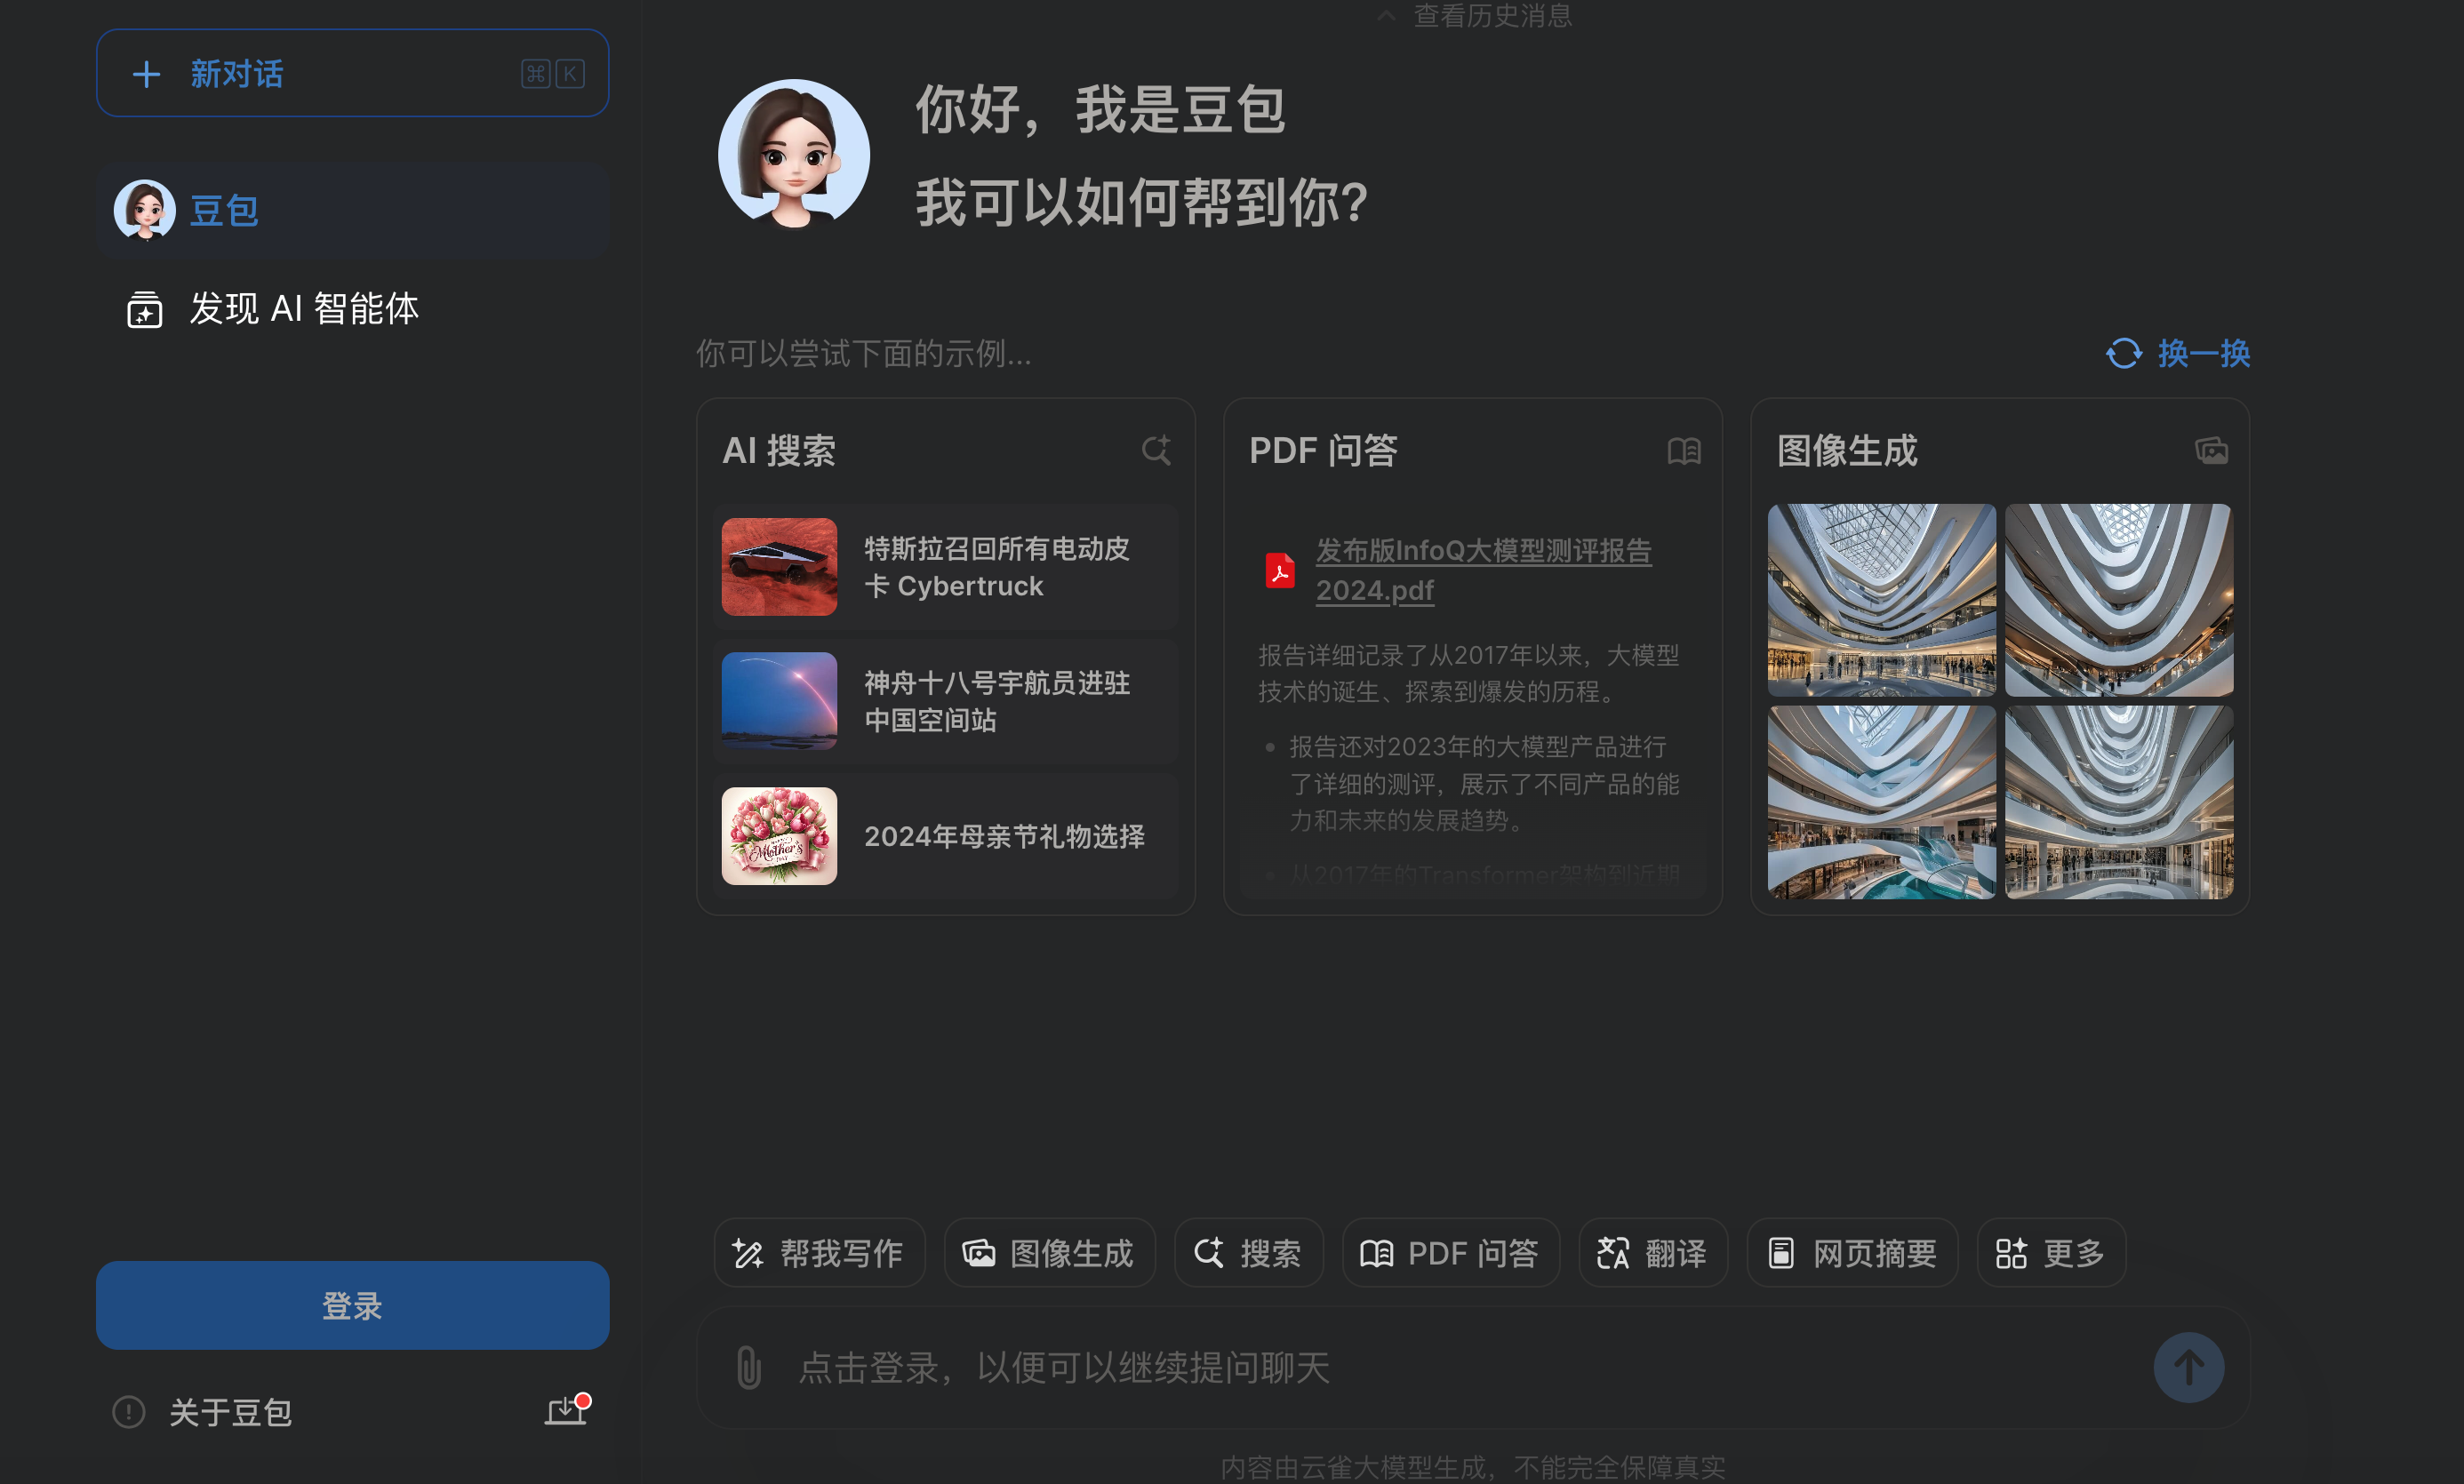 新对话
⌘ K
豆包
发现 AI 智能体
登录
关于豆包
查看历史消息
你好，我是豆包
我可以如何帮到你?
你可以尝试下面的示例...
换一换
AI 搜索
特斯拉召回所有电动皮
卡 Cybertruck
神舟十八号宇航员进驻
中国空间站
Mother's
DAY
2024年母亲节礼物选择
PDF 问答
发布版InfoQ大模型测评报告
2024.pdf
报告详细记录了从2017年以来，大模型
技术的诞生、探索到爆发的历程。
报告还对2023年的大模型产品进行
了详细的测评，展示了不同产品的能
力和未来的发展趋势。
从2017年的Transformer架构到近期
图像生成
帮我写作
图像生成
搜索
PDF 问答
翻译
网页摘要
更多
点击登录，以便可以继续提问聊天
内容由云雀大模型生成，不能完全保障真实